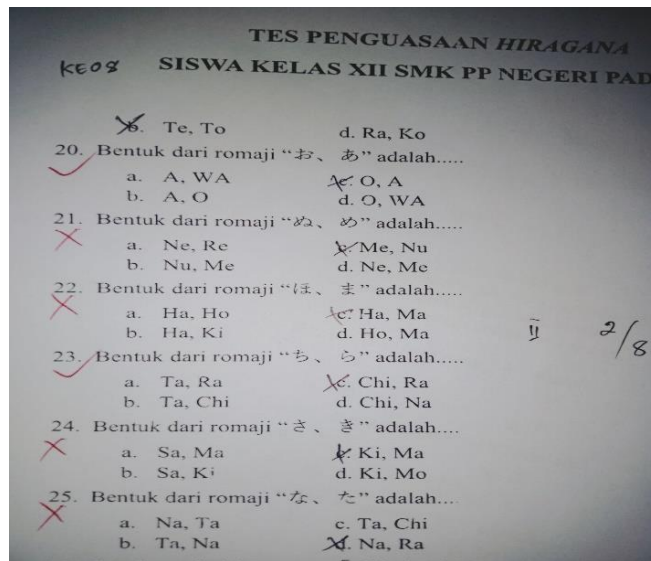 TES PENGUASAAN HIRAGANA
KE08 SISWA KELAS XII SMK PP NEGERI PAD
b. Te, To d. Ra, Ko
20. Bentuk dari romaji “お、 あ” adalah.....
a. A, WA c. O, A
b. A, O d. O, WA
21. Bentuk dari romaji “ぬ、 め” adalah.....
a. Ne, Re c. Me, Nu
b. Nu, Me d. Ne, Me
22. Bentuk dari romaji “ほ、 ま” adalah.....
a. Ha, Ho c. Ha, Ma
b. Ha, Ki d. Ho, Ma
2/8
23. Bentuk dari romaji “ち、 ら” adalah.....
a. Ta, Ra c. Chi, Ra
b. Ta, Chi d. Chi, Na
24. Bentuk dari romaji “さ、 き” adalah....
a. Sa, Ma c. Ki, Ma
b. Sa, Ki d. Ki, Mo
25. Bentuk dari romaji “な、 た” adalah....
a. Na, Ta c. Ta, Chi
b. Ta, Na d. Na, Ra